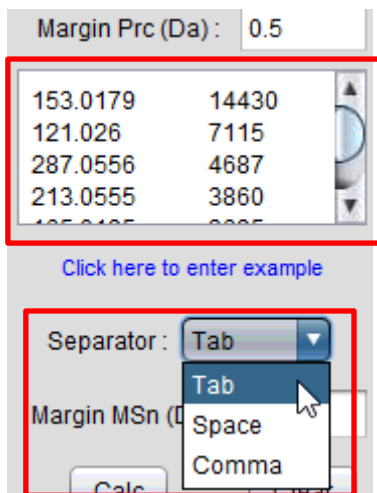 Margin Prc (Da) : 0.5
153.0179 14430
121.026 7115
287.0556 4687
213.0555 3860
Click here to enter example
Separator : Tab
Tab
Margin MSn (
Space
Comma
Calc